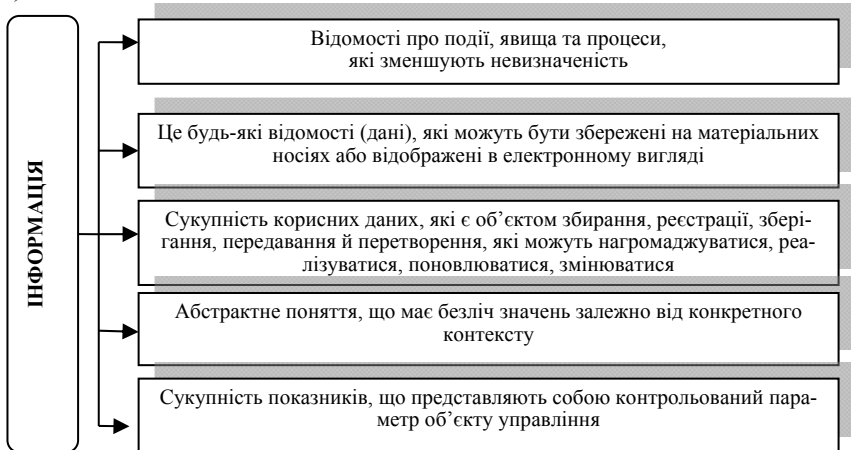 ІНФОРМАЦІЯ
Відомості про події, явища та процеси,
які зменшують невизначеність
Це будь-які відомості (дані), які можуть бути збережені на матеріальних
носіях або відображені в електронному вигляді
Сукупність корисних даних, які є об’єктом збирання, реєстрації, збері-
гання, передавання й перетворення, які можуть нагромаджуватися, реа-
лізуватися, поновлюватися, змінюватися
Абстрактне поняття, що має безліч значень залежно від конкретного
контексту
Сукупність показників, що представляють собою контрольований пара-
метр об’єкту управління